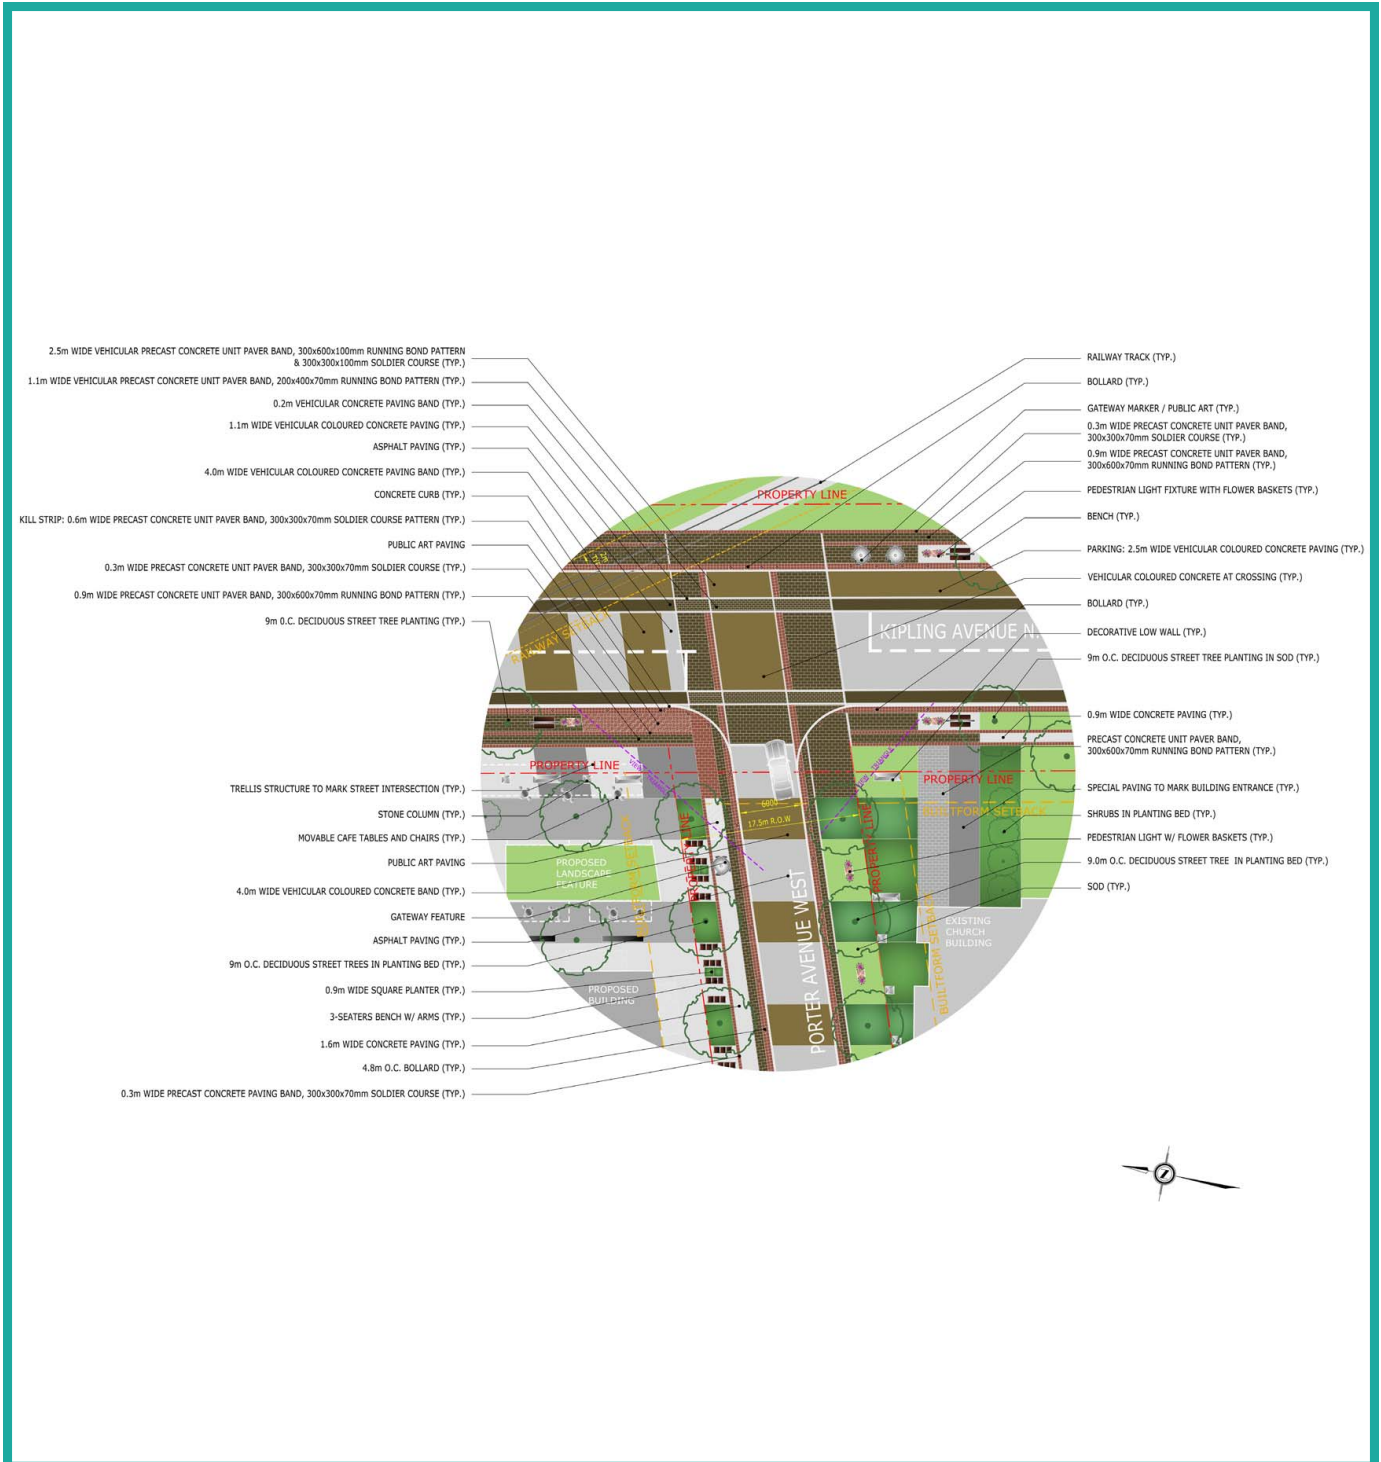 2.5m WIDE VEHICULAR PRECAST CONCRETE UNIT PAVER BAND, 300x600x100mm RUNNING BOND PATTERN
& 300x300x100mm SOLDIER COURSE (TYP.)
1.1m WIDE VEHICULAR PRECAST CONCRETE UNIT PAVER BAND, 200x400x70mm RUNNING BOND PATTERN (TYP.)
0.2m VEHICULAR CONCRETE PAVING BAND (TYP.)
1.1m WIDE VEHICULAR COLOURED CONCRETE PAVING (TYP.)
ASPHALT PAVING (TYP.)
4.0m WIDE VEHICULAR COLOURED CONCRETE PAVING BAND (TYP.)
CONCRETE CURB (TYP.)
KILL STRIP: 0.6m WIDE PRECAST CONCRETE UNIT PAVER BAND, 300x300x70mm SOLDIER COURSE PATTERN (TYP.)
PUBLIC ART PAVING
0.3m WIDE PRECAST CONCRETE UNIT PAVER BAND, 300x300x70mm SOLDIER COURSE (TYP.)
0.9m WIDE PRECAST CONCRETE UNIT PAVER BAND, 300x600x70mm RUNNING BOND PATTERN (TYP.)
9m O.C. DECIDUOUS STREET TREE PLANTING (TYP.)
TRELLIS STRUCTURE TO MARK STREET INTERSECTION (TYP.)
STONE COLUMN (TYP.)
MOVABLE CAFE TABLES AND CHAIRS (TYP.)
PUBLIC ART PAVING
4.0m WIDE VEHICULAR COLOURED CONCRETE BAND (TYP.)
GATEWAY FEATURE
ASPHALT PAVING (TYP.)
9m O.C. DECIDUOUS STREET TREES IN PLANTING BED (TYP.)
0.9m WIDE SQUARE PLANTER (TYP.)
3-SEATERS BENCH W/ ARMS (TYP.)
1.6m WIDE CONCRETE PAVING (TYP.)
4.8m O.C. BOLLARD (TYP.)
0.3m WIDE PRECAST CONCRETE PAVING BAND, 300x300x70mm SOLDIER COURSE (TYP.)
PROPERTY LINE
RAILWAY SETBACK
KIPLING AVENUE N.
PROPERTY LINE
PROPERTY LINE
BUILTFORM SETBACK
6000
17.5m R.O.W
PROPERTY LINE
PROPERTY LINE
PROPOSED
LANDSCAPE
FEATURE
PORTER AVENUE WEST
EXISTING
CHURCH
BUILDING
BUILTFORM SETBACK
PROPOSED
BUILDING
RAILWAY TRACK (TYP.)
BOLLARD (TYP.)
GATEWAY MARKER / PUBLIC ART (TYP.)
0.3m WIDE PRECAST CONCRETE UNIT PAVER BAND,
300x300x70mm SOLDIER COURSE (TYP.)
0.9m WIDE PRECAST CONCRETE UNIT PAVER BAND,
300x600x70mm RUNNING BOND PATTERN (TYP.)
PEDESTRIAN LIGHT FIXTURE WITH FLOWER BASKETS (TYP.)
BENCH (TYP.)
PARKING: 2.5m WIDE VEHICULAR COLOURED CONCRETE PAVING (TYP.)
VEHICULAR COLOURED CONCRETE AT CROSSING (TYP.)
BOLLARD (TYP.)
DECORATIVE LOW WALL (TYP.)
9m O.C. DECIDUOUS STREET TREE PLANTING IN SOD (TYP.)
0.9m WIDE CONCRETE PAVING (TYP.)
PRECAST CONCRETE UNIT PAVER BAND,
300x600x70mm RUNNING BOND PATTERN (TYP.)
SPECIAL PAVING TO MARK BUILDING ENTRANCE (TYP.)
SHRUBS IN PLANTING BED (TYP.)
PEDESTRIAN LIGHT W/ FLOWER BASKETS (TYP.)
9.0m O.C. DECIDUOUS STREET TREE IN PLANTING BED (TYP.)
SOD (TYP.)